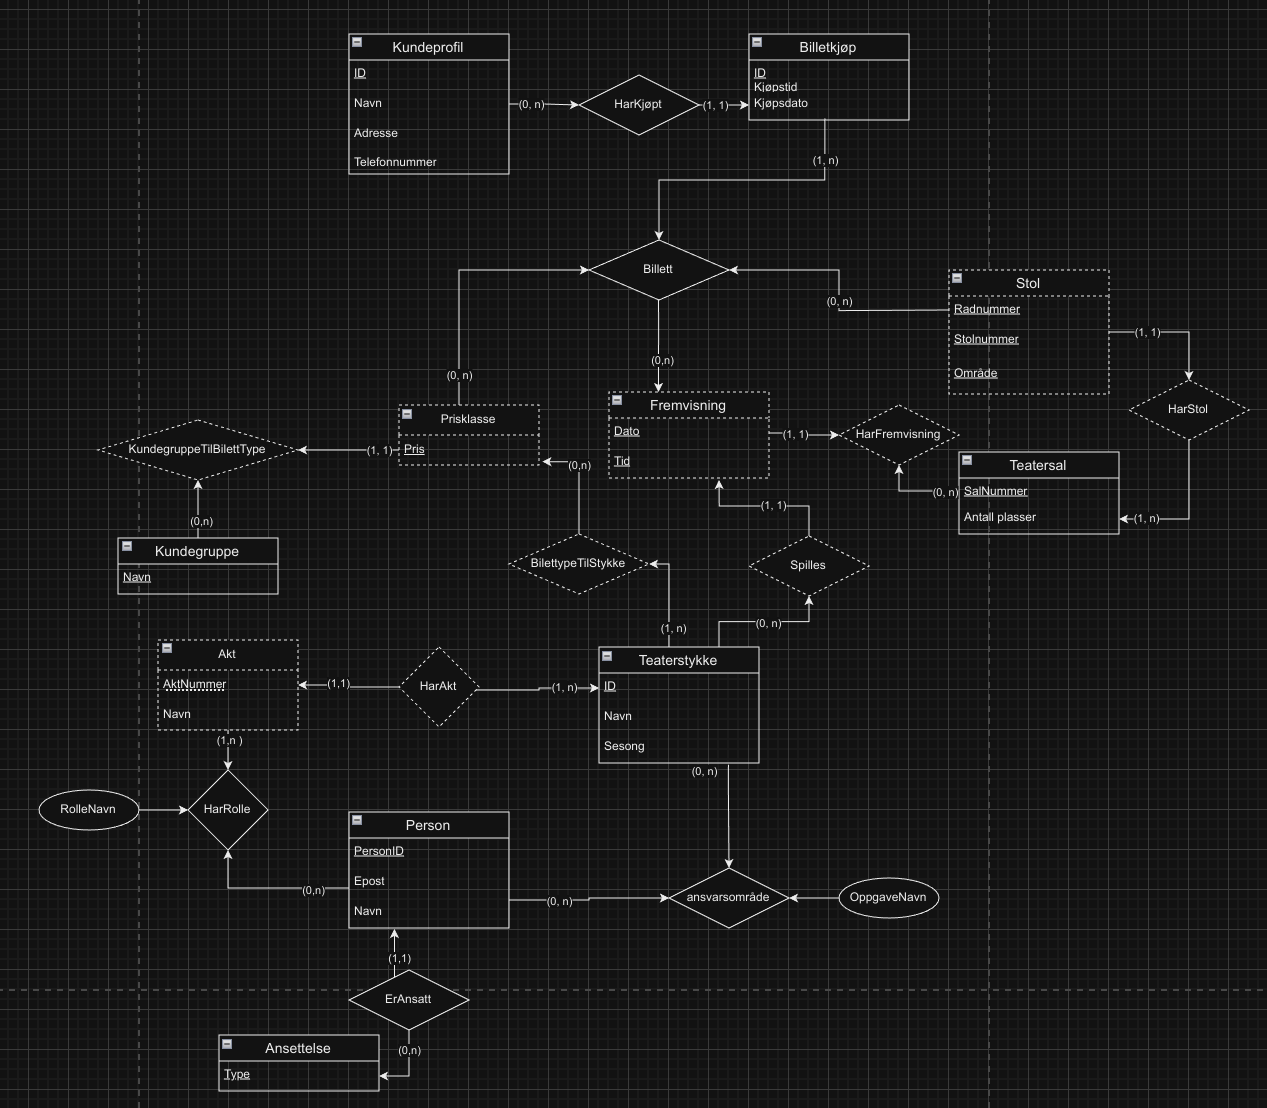 Kundeprofil
ID
Navn
Adresse
Telefonnummer
(0, n)
HarKjøpt
(1, 1)
Billetkjøp
ID
Kjøpstid
Kjøpsdato
(1, n)
Billett
(0, n)
Stol
Radnummer
Stolnummer
Område
(1, 1)
HarStol
(0,n)
(0, n)
Prisklasse
Pris
Fremvisning
Dato
Tid
(1, 1)
HarFremvisning
(0, n)
Teatersal
SalNummer
Antall plasser
(1, n)
KundegruppeTilBilettType
(1, 1)
(0,n)
Kundegruppe
Navn
(0,n)
BilettypeTilStykke
(1, n)
(1, 1)
Spilles
(0, n)
Akt
AktNummer
Navn
(1,1)
HarAkt
(1, n)
Teaterstykke
ID
Navn
Sesong
(1,n )
(0, n)
RolleNavn
HarRolle
(0,n)
Person
PersonID
Epost
Navn
(0, n)
ansvarsområde
OppgaveNavn
(1,1)
ErAnsatt
(0,n)
Ansettelse
Type